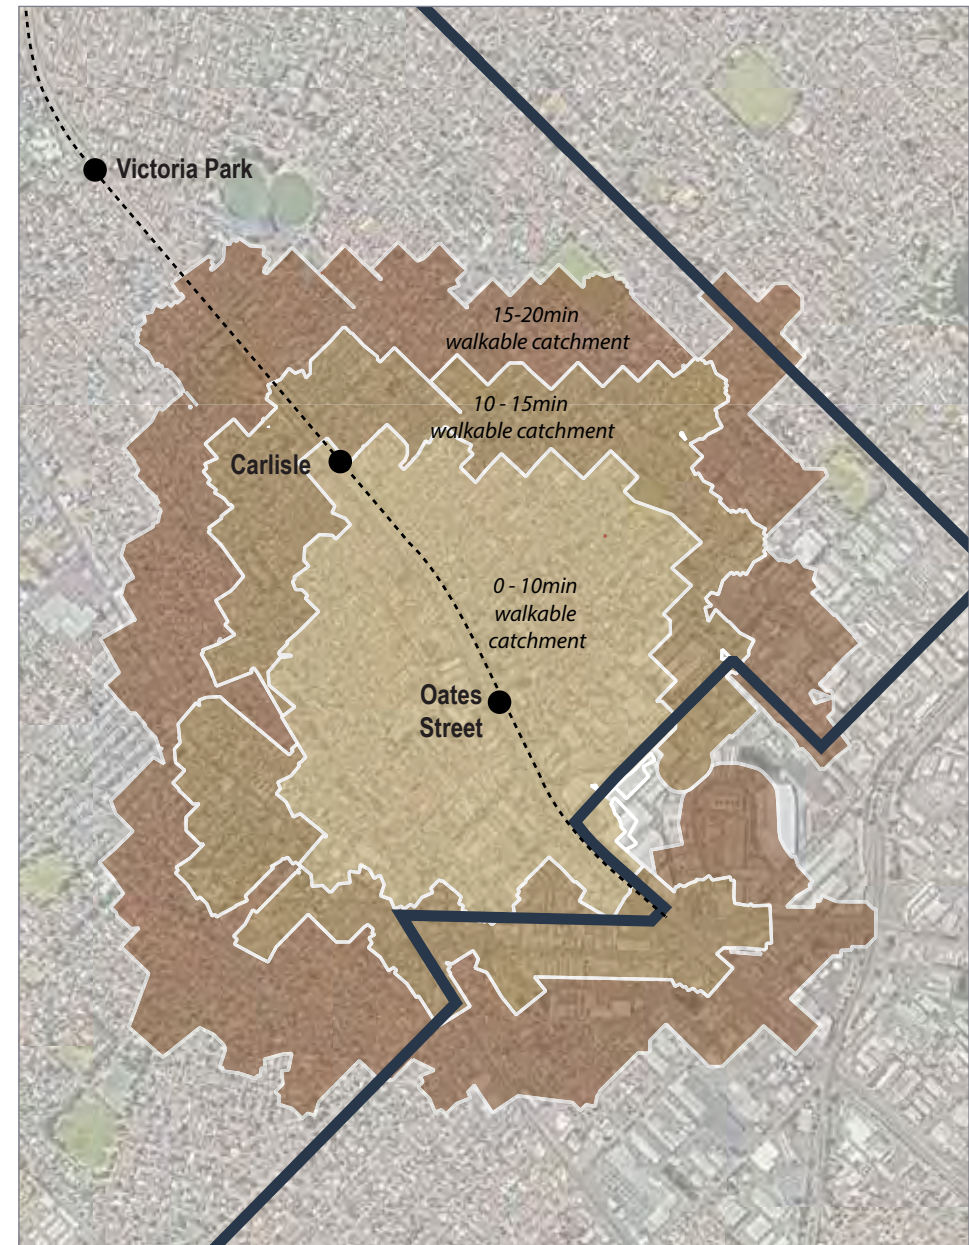 Victoria Park
15-20min
walkable catchment
10 - 15min
walkable catchment
Carlisle
0 - 10min
walkable
catchment
Oates
Street